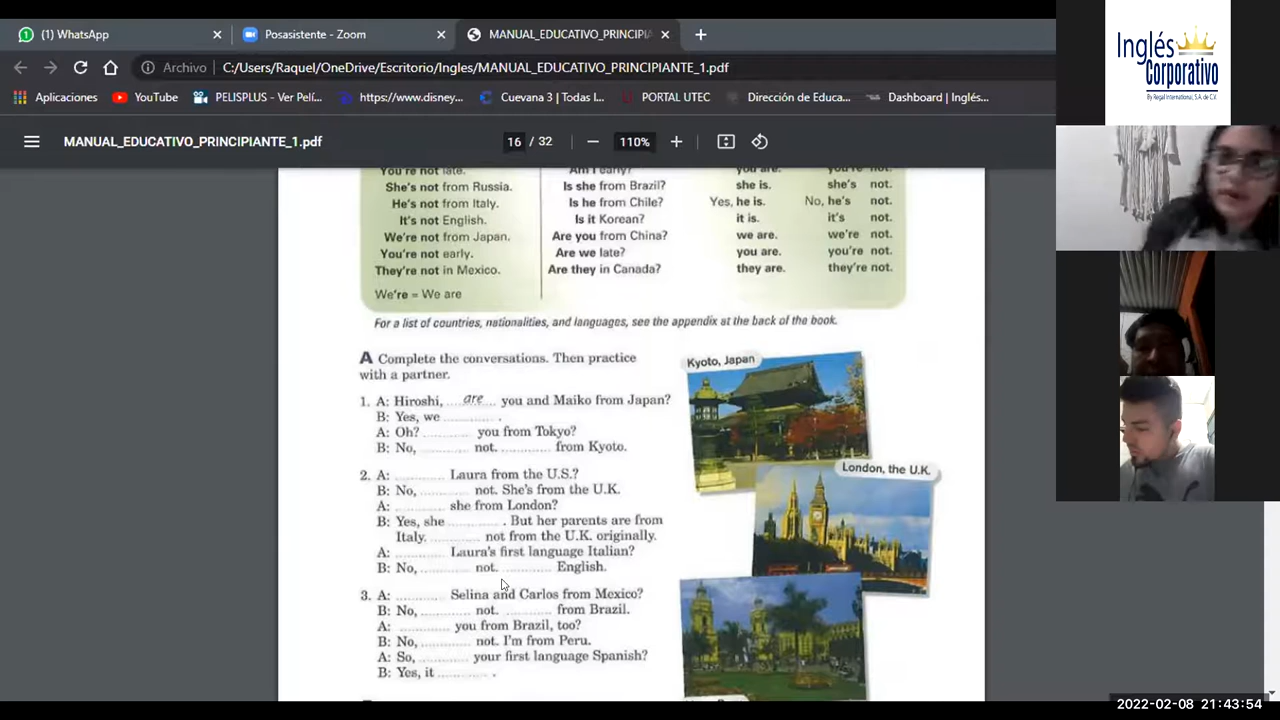 (1) WhatsApp
Posasistente - Zoom
MANUAL_EDUCATIVO_PRINCIPIA
Archivo
C:/Users/Raquel/OneDrive/Escritorio/Ingles/MANUAL_EDUCATIVO_PRINCIPIANTE_1.pdf
Aplicaciones
YouTube
PELISPLUS - Ver Pelí...
https://www.disney...
PORTAL UTEC
MANUAL_EDUCATIVO_PRINCIPIANTE_1.pdf
16 / 32
110%
You're not late.
Am I early?
you are.
you're not.
She's not from Russia.
Is she from Brazil?
she is.
she's not.
He's not from Italy.
Is he from Chile?
Yes, he is.
No, he's not.
It's not English.
Is it Korean?
it is.
it's not.
We're not from Japan.
Are you from China?
we are.
we're not.
You're not early.
Are we late?
you are.
you're not.
They're not in Mexico.
Are they in Canada?
they are.
they're not.
We're = We are
For a list of countries, nationalities, and languages, see the appendix at the back of the book.
A Complete the conversations. Then practice
with a partner.
1. A: Hiroshi, are you and Maiko from Japan?
B: Yes, we .......... .
A: Oh? .......... you from Tokyo?
B: No, .......... not. .......... from Kyoto.
2. A: .......... Laura from the U.S.?
B: No, .......... not. She's from the U.K.
A: .......... she from London?
B: Yes, she .......... . But her parents are from
Italy. .......... not from the U.K. originally.
A: .......... Laura's first language Italian?
B: No, .......... not. .......... English.
3. A: .......... Selina and Carlos from Mexico?
B: No, .......... not. .......... from Brazil.
A: .......... you from Brazil, too?
B: No, .......... not. I'm from Peru.
A: So, .......... your first language Spanish?
B: Yes, it .......... .
Kyoto, Japan
London, the U.K.
Inglés
Corporativo
By Regal International, S.A. de C.V.
2022-02-08 21:43:54